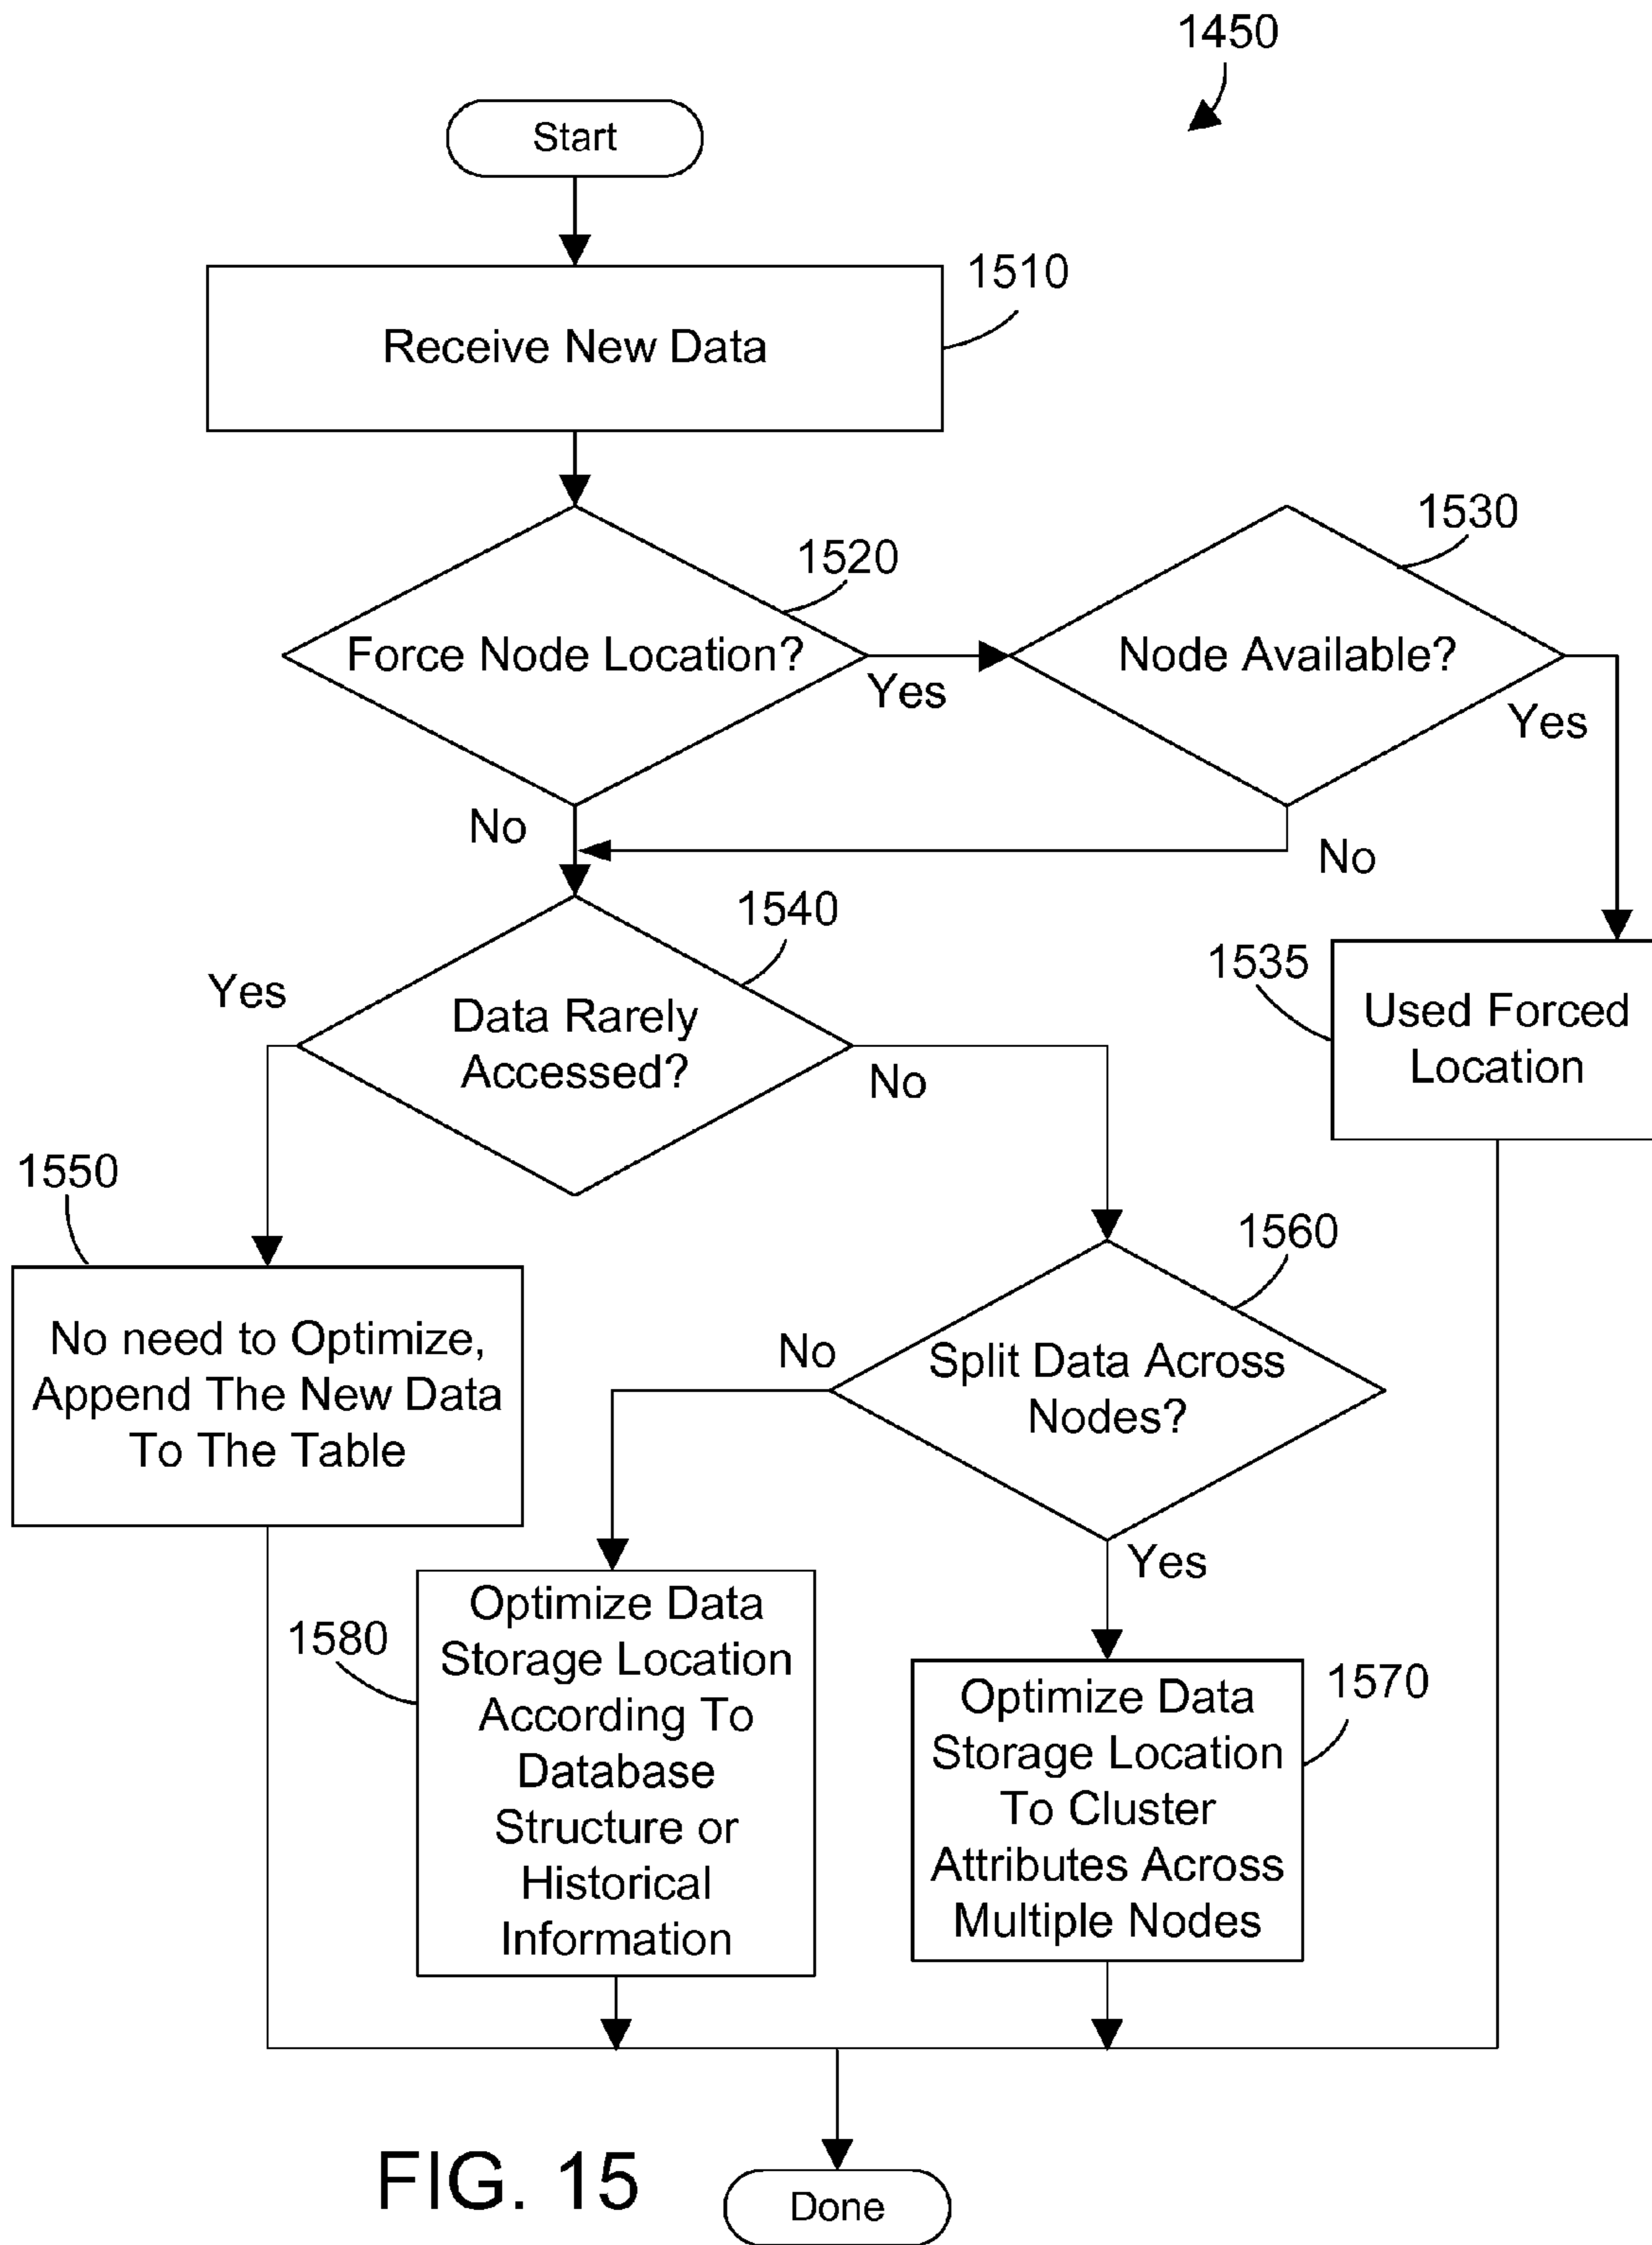 1450
Start
1510
Receive New Data
1520
1530
Force Node Location?
Yes
Node Available?
Yes
No
No
1540
Yes
Data Rarely
Accessed?
No
1535
Used Forced
Location
1550
No need to Optimize,
Append The New Data
To The Table
1560
No
Split Data Across
Nodes?
Yes
1580
Optimize Data
Storage Location
According To
Database
Structure or
Historical
Information
1570
Optimize Data
Storage Location
To Cluster
Attributes Across
Multiple Nodes
FIG. 15
Done